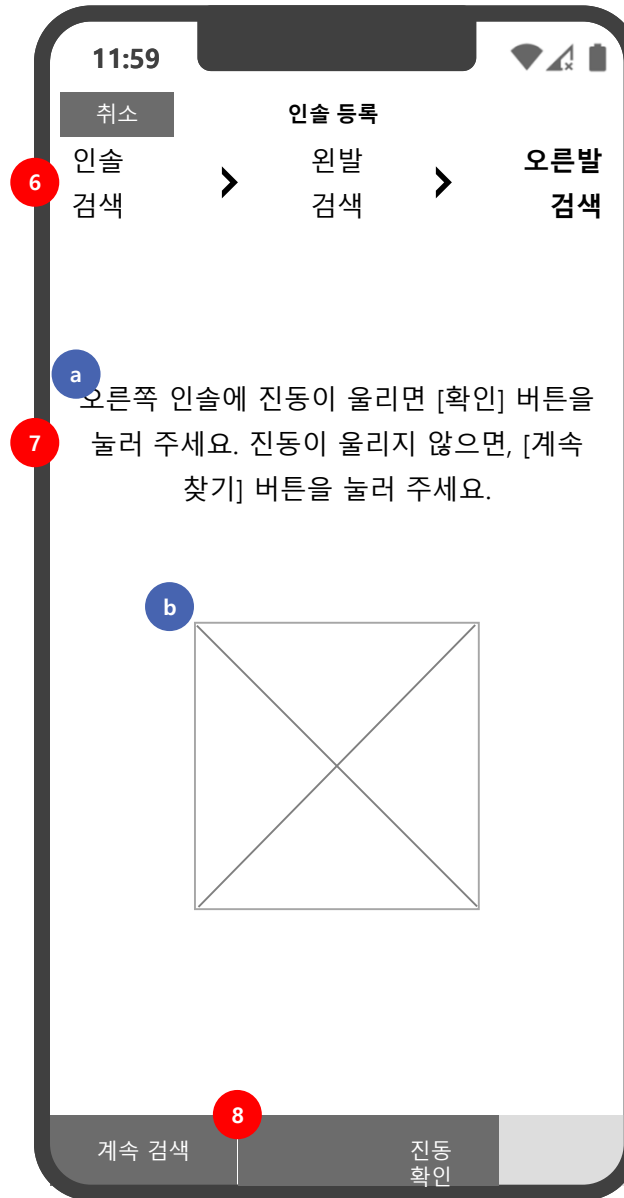 11:59
취소
인솔 등록
6
인솔
검색
왼발
검색
오른발
검색
a
오른쪽 인솔에 진동이 울리면 [확인] 버튼을
7
눌러 주세요. 진동이 울리지 않으면, [계속
찾기] 버튼을 눌러 주세요.
b
8
계속 검색
진동
확인